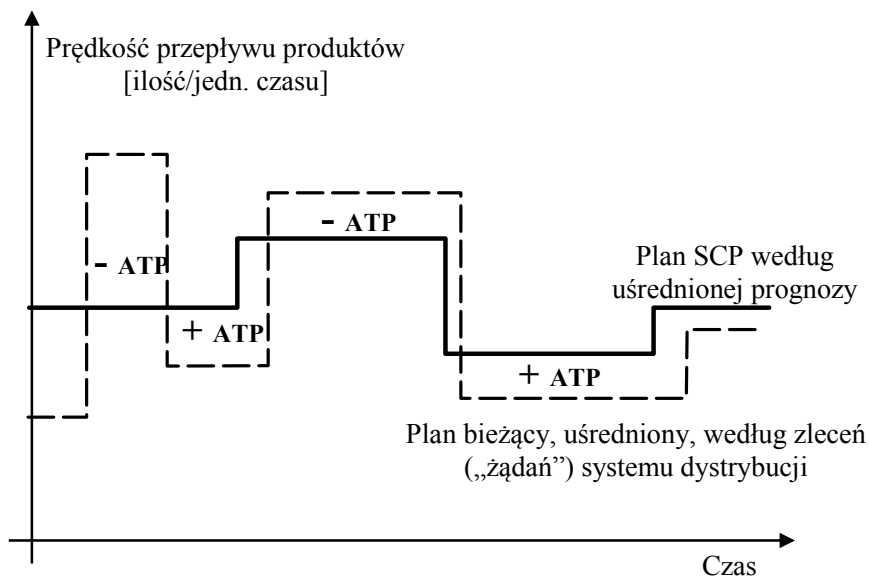 Prędkość przepływu produktów
[ilość/jedn. czasu]
- ATP
- ATP
+ ATP
Plan SCP według
uśrednionej prognozy
+ ATP
Plan bieżący, uśredniony, według zleceń
(„żądań”) systemu dystrybucji
Czas